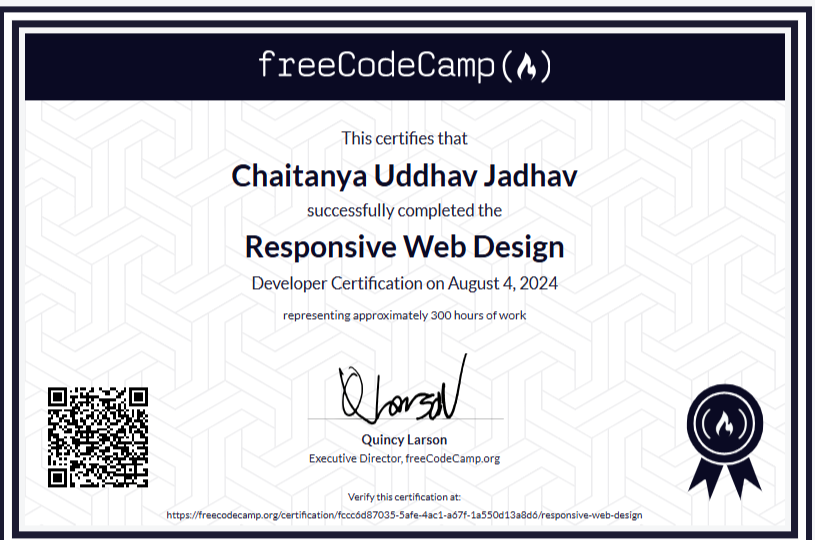 freeCodeCamp(🔥)
This certifies that
Chaitanya Uddhav Jadhav
successfully completed the
Responsive Web Design
Developer Certification on August 4, 2024
representing approximately 300 hours of work
Quincy Larson
Executive Director, freeCodeCamp.org
Verify this certification at:
https://freecodecamp.org/certification/fccc6d87035-5afe-4ac1-a67f-1a550d13a8d6/responsive-web-design